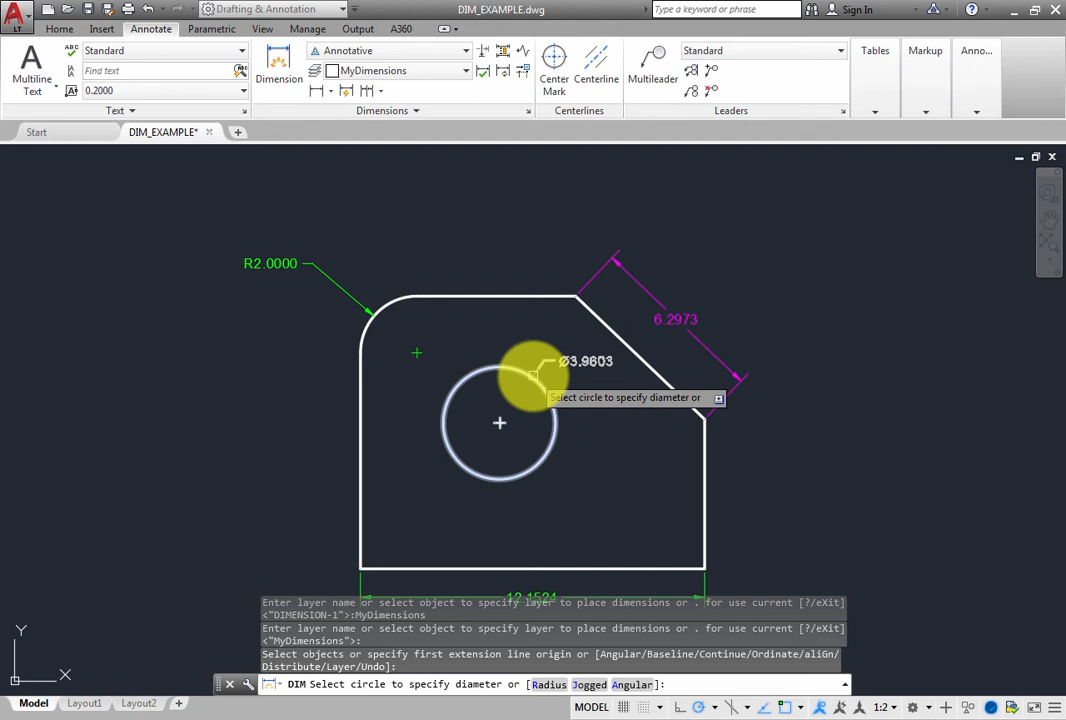 Drafting & Annotation
DIM_EXAMPLE.dwg
Type a keyword or phrase
Sign In
LT
Home
Annotate
Parametric
View
Manage
Output
A360
Multiline
Text
ABC
Standard
Find text
0.2000
Text
Dimension
Annotative
MyDimensions
Dimensions
Center
Mark
Centerline
Centerlines
Multileader
Standard
Leaders
Tables
Markup
Anno...
Start
DIM_EXAMPLE*
R2.0000
6.2973
Ø3.9603
Select circle to specify diameter or
12.1524
Enter layer name or select object to specify layer to place dimensions or . for use current [?/eXit]
<"DIMENSION-1">:MyDimensions
Enter layer name or select object to specify layer to place dimensions or . for use current [?/eXit]
<"MyDimensions">:
Select objects or specify first extension line origin or [Angular/Baseline/Continue/Ordinate/aliGn/
Distribute/Layer/Undo]:
DIM Select circle to specify diameter or [Radius Jogged Angular]:
Y
X
Model
Layout1
Layout2
MODEL
1:2